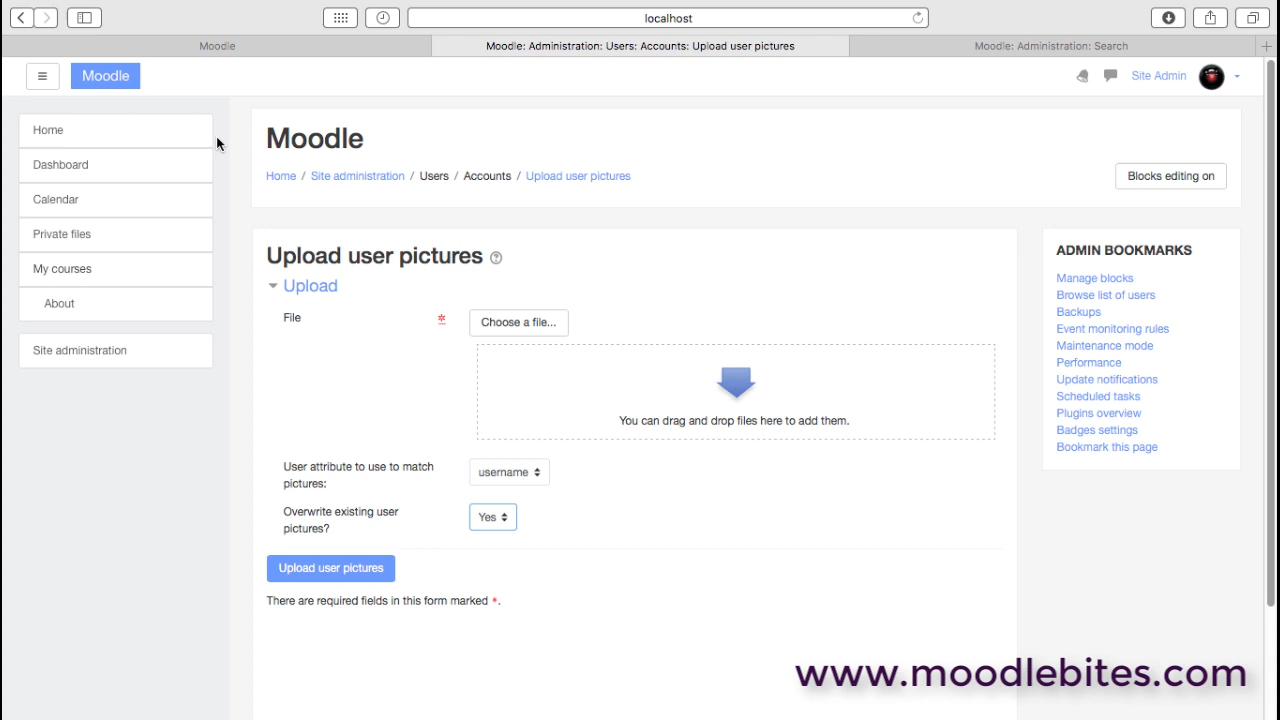 localhost
Moodle
Moodle: Administration: Users: Accounts: Upload user pictures
Moodle: Administration: Search
Moodle
Site Admin
Home
Dashboard
Calendar
Private files
My courses
About
Site administration
Moodle
Home / Site administration / Users / Accounts / Upload user pictures
Blocks editing on
Upload user pictures
Upload
File
Choose a file...
You can drag and drop files here to add them.
User attribute to use to match
pictures:
username
Overwrite existing user
pictures?
Yes
Upload user pictures
There are required fields in this form marked *.
ADMIN BOOKMARKS
Manage blocks
Browse list of users
Backups
Event monitoring rules
Maintenance mode
Performance
Update notifications
Scheduled tasks
Plugins overview
Badges settings
Bookmark this page
www.moodlebites.com